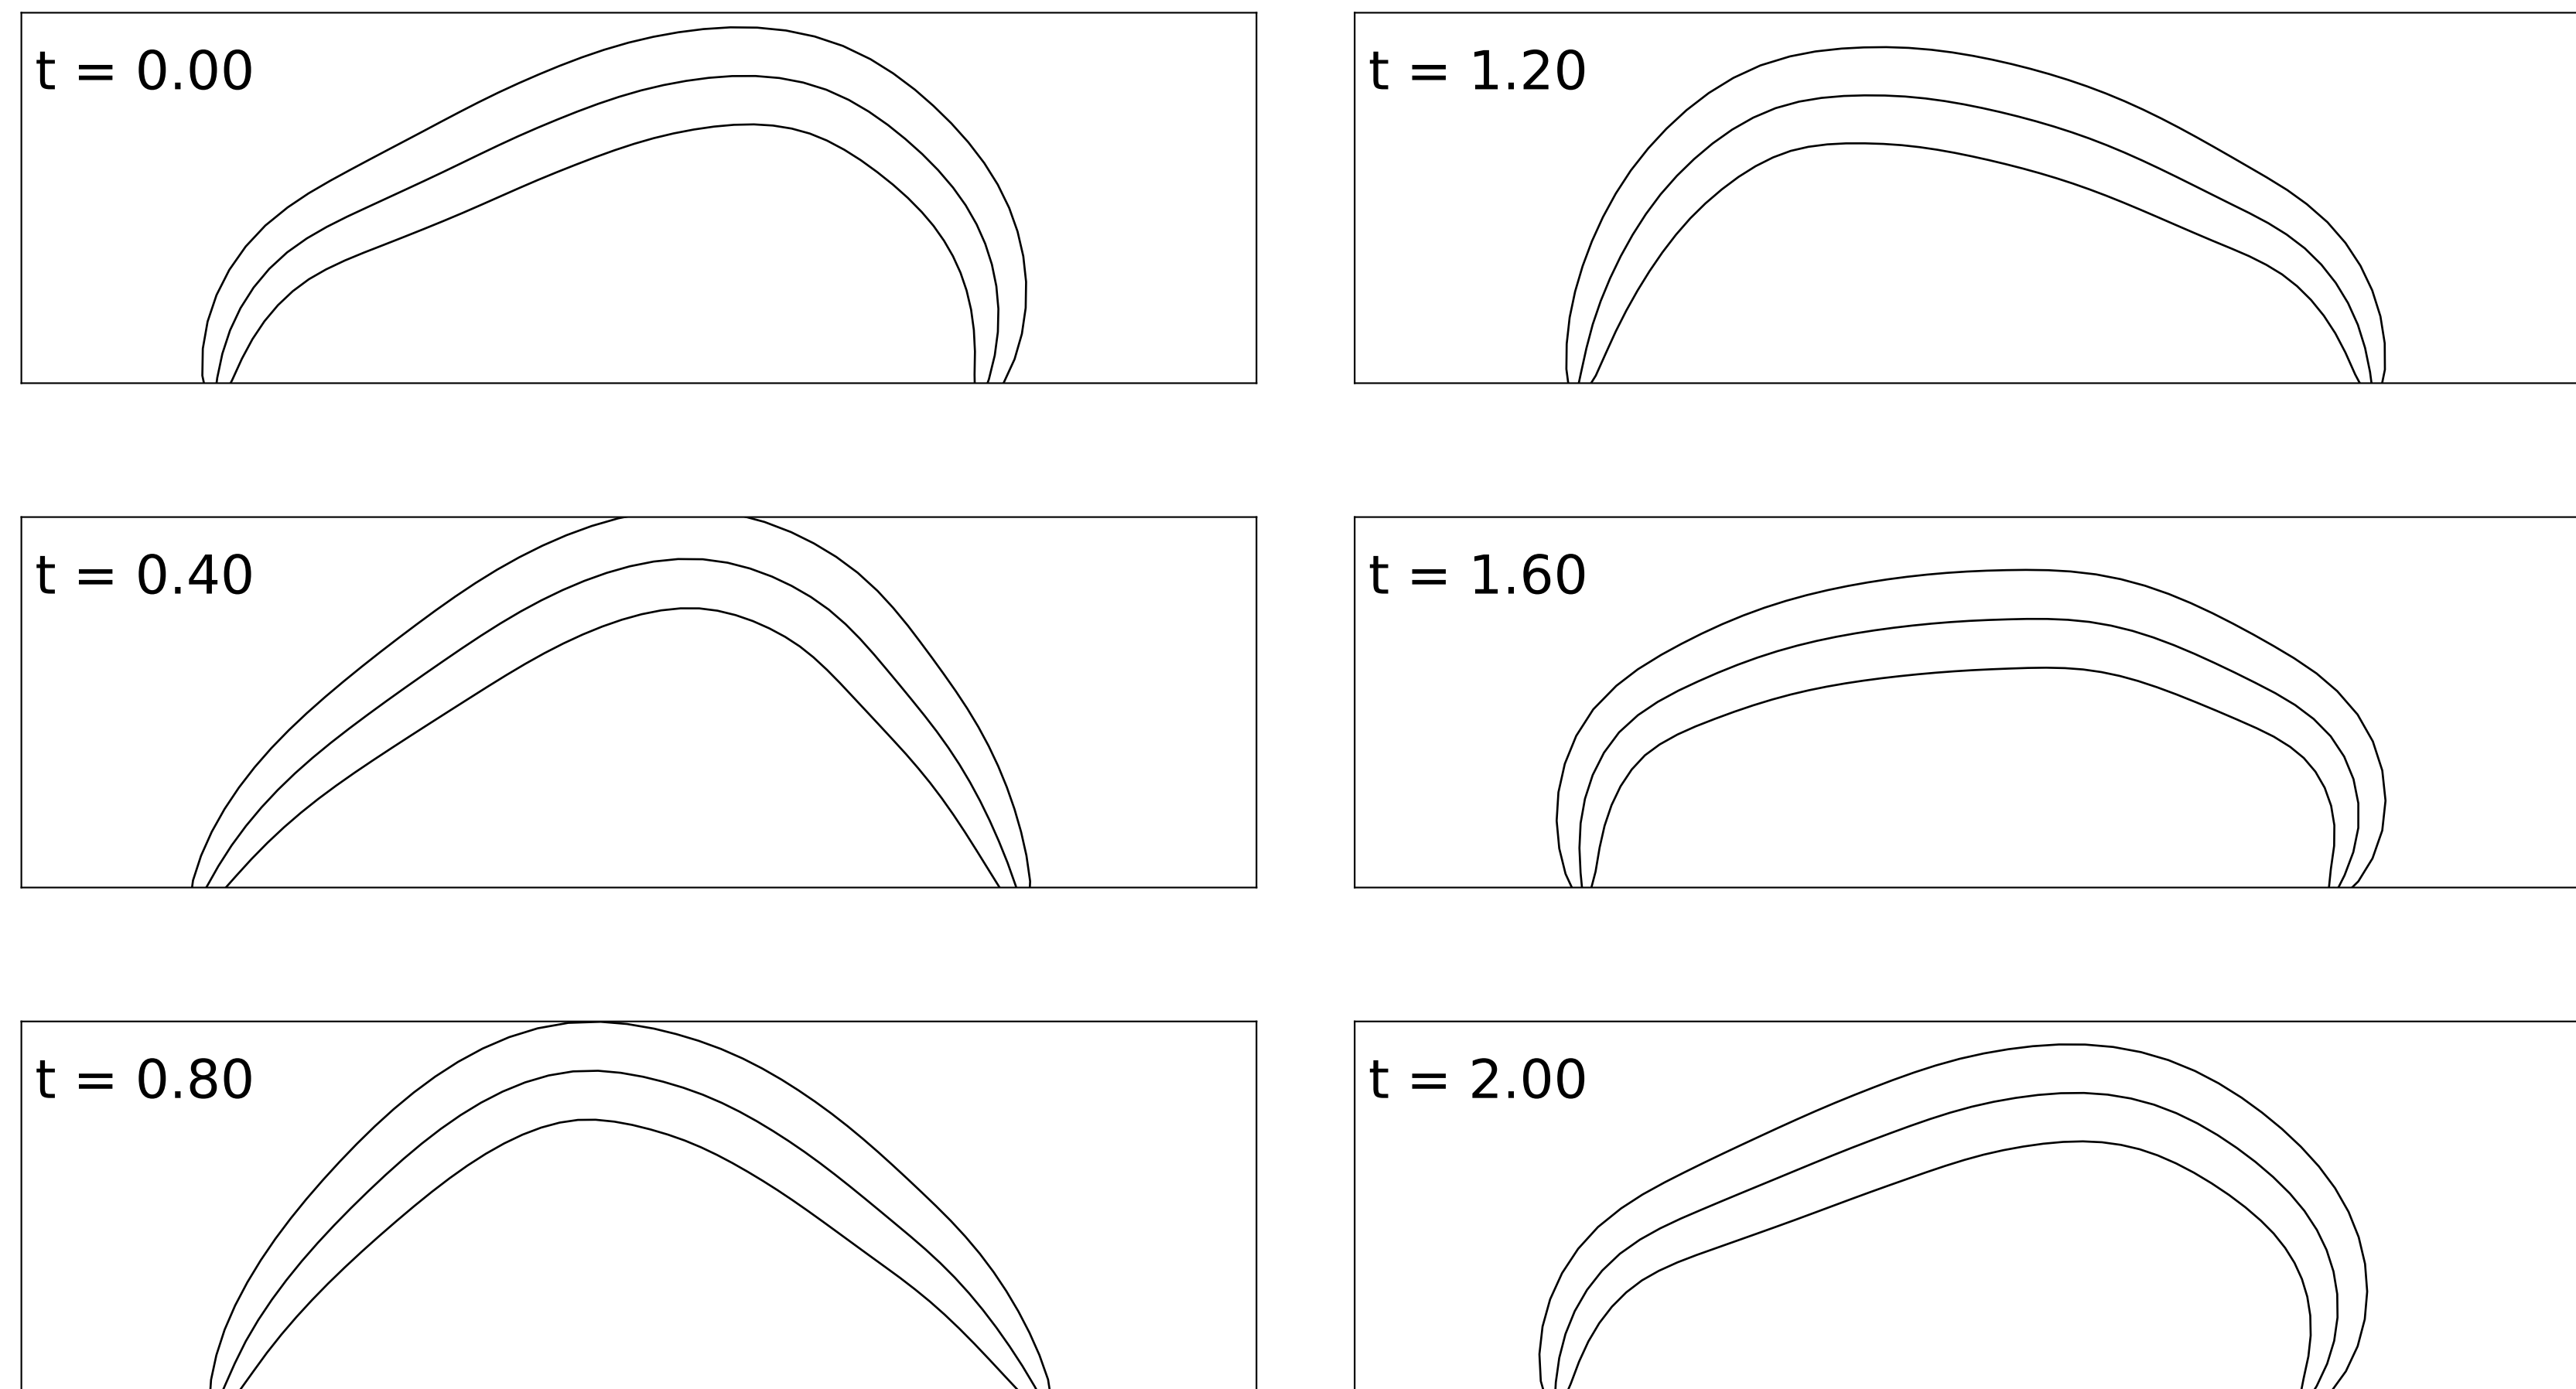 t = 0.00
t = 1.20
t = 0.40
t = 1.60
t = 0.80
t = 2.00